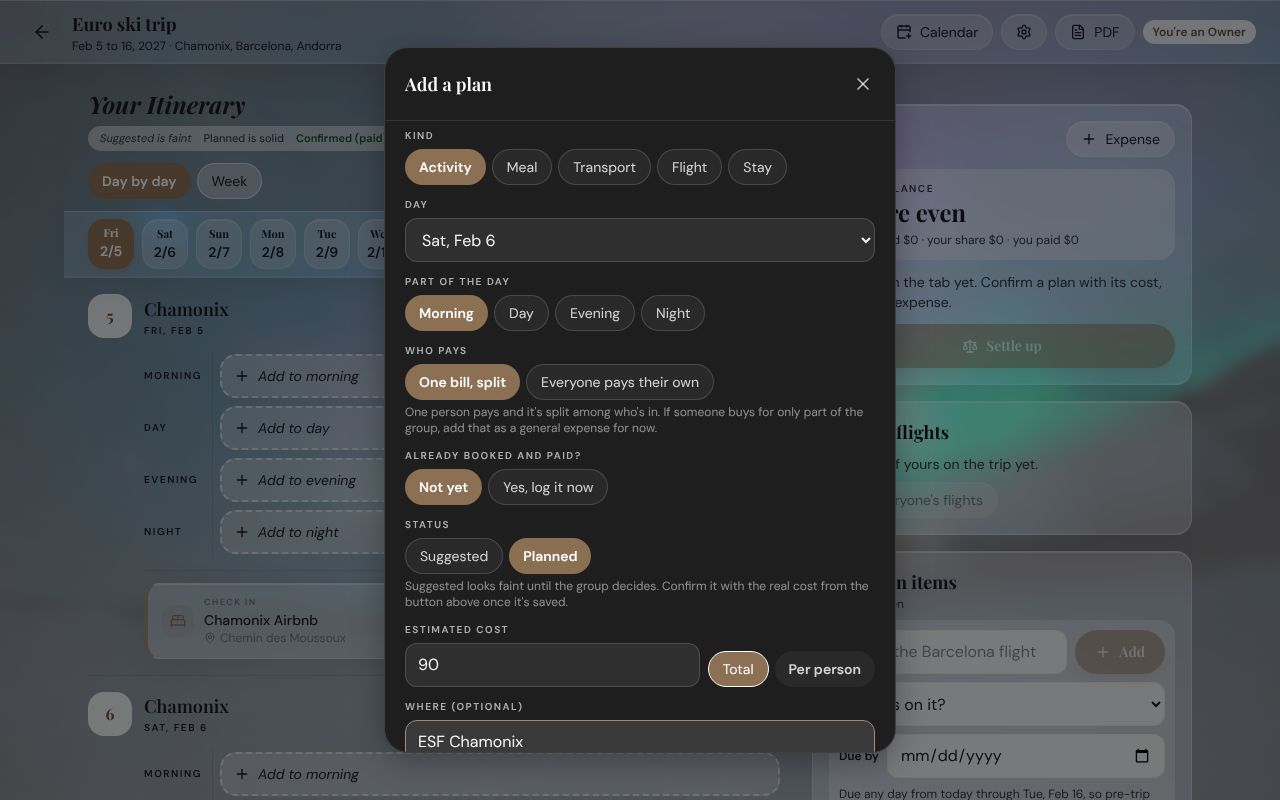 Euro ski trip
Feb 5 to 16, 2027 · Chamonix, Barcelona, Andorra
Calendar
PDF
You're an Owner
Your Itinerary
Suggested is faint Planned is solid Confirmed (paid
Day by day
Week
Fri 2/5
Sat 2/6
Sun 2/7
Mon 2/8
Tue 2/9
5
Chamonix
FRI, FEB 5
MORNING
+ Add to morning
DAY
+ Add to day
EVENING
+ Add to evening
NIGHT
+ Add to night
CHECK IN
Chamonix Airbnb
Chemin des Moussoux
6
Chamonix
SAT, FEB 6
MORNING
+ Add to morning
Add a plan
KIND
Activity Meal Transport Flight Stay
DAY
Sat, Feb 6
PART OF THE DAY
Morning Day Evening Night
WHO PAYS
One bill, split Everyone pays their own
One person pays and it's split among who's in. If someone buys for only part of the
group, add that as a general expense for now.
ALREADY BOOKED AND PAID?
Not yet Yes, log it now
STATUS
Suggested Planned
Suggested looks faint until the group decides. Confirm it with the real cost from the
button above once it's saved.
ESTIMATED COST
90 Total Per person
WHERE (OPTIONAL)
ESF Chamonix
+ Expense
LANCE
re even
d $0 · your share $0 · you paid $0
n the tab yet. Confirm a plan with its cost,
expense.
Settle up
flights
f yours on the trip yet.
ryone's flights
n items
en
the Barcelona flight
+ Add
s on it?
Due by mm/dd/yyyy
Due any day from today through Tue, Feb 16, so pre-trip